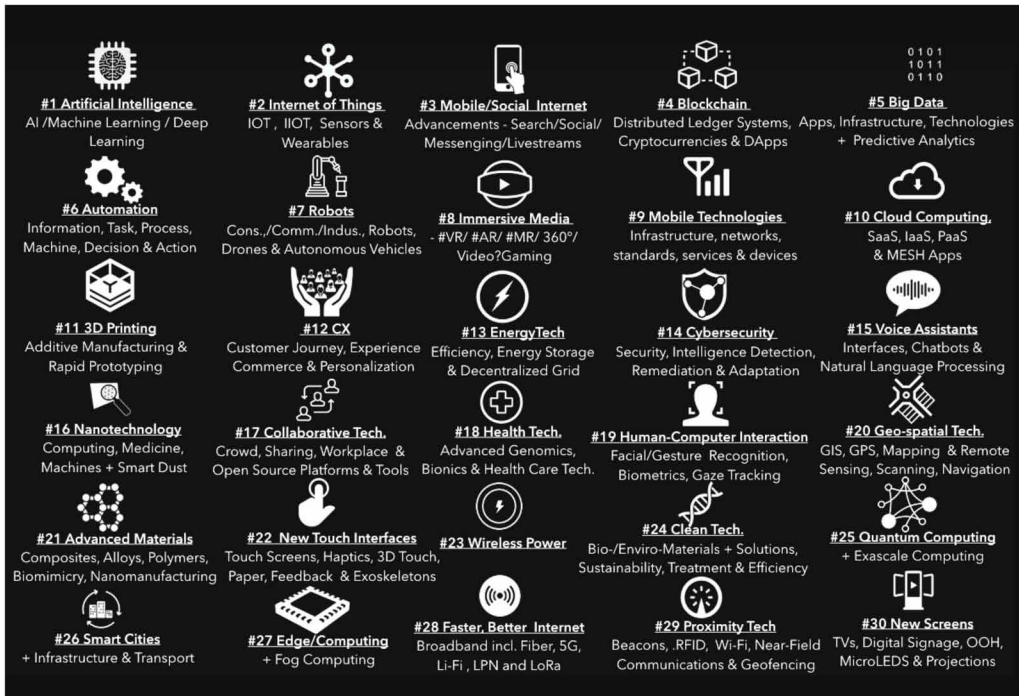 0101
1011
0110
#1 Artificial Intelligence
AI /Machine Learning / Deep
Learning
#2 Internet of Things
IOT , IIOT, Sensors &
Wearables
#3 Mobile/Social Internet
Advancements - Search/Social/
Messenging/Livestreams
#4 Blockchain
Distributed Ledger Systems,
Cryptocurrencies & DApps
#5 Big Data
Apps, Infrastructure, Technologies
+ Predictive Analytics
#6 Automation
Information, Task, Process,
Machine, Decision & Action
#7 Robots
Cons./Comm./Indus., Robots,
Drones & Autonomous Vehicles
#8 Immersive Media
- #VR/ #AR/ #MR/ 360°/
Video?Gaming
#9 Mobile Technologies
Infrastructure, networks,
standards, services & devices
#10 Cloud Computing,
SaaS, IaaS, PaaS
& MESH Apps
#11 3D Printing
Additive Manufacturing &
Rapid Prototyping
#12 CX
Customer Journey, Experience
Commerce & Personalization
#13 EnergyTech
Efficiency, Energy Storage
& Decentralized Grid
#14 Cybersecurity
Security, Intelligence Detection,
Remediation & Adaptation
#15 Voice Assistants
Interfaces, Chatbots &
Natural Language Processing
#16 Nanotechnology
Computing, Medicine,
Machines + Smart Dust
#17 Collaborative Tech.
Crowd, Sharing, Workplace &
Open Source Platforms & Tools
#18 Health Tech.
Advanced Genomics,
Bionics & Health Care Tech.
#19 Human-Computer Interaction
Facial/Gesture Recognition,
Biometrics, Gaze Tracking
#20 Geo-spatial Tech.
GIS, GPS, Mapping & Remote
Sensing, Scanning, Navigation
#21 Advanced Materials
Composites, Alloys, Polymers,
Biomimicry, Nanomanufacturing
#22 New Touch Interfaces
Touch Screens, Haptics, 3D Touch,
Paper, Feedback & Exoskeletons
#23 Wireless Power
#24 Clean Tech.
Bio-/Enviro-Materials + Solutions,
Sustainability, Treatment & Efficiency
#25 Quantum Computing
+ Exascale Computing
#26 Smart Cities
+ Infrastructure & Transport
#27 Edge/Computing
+ Fog Computing
#28 Faster, Better Internet
Broadband incl. Fiber, 5G,
Li-Fi , LPN and LoRa
#29 Proximity Tech
Beacons, .RFID, Wi-Fi, Near-Field
Communications & Geofencing
#30 New Screens
TVs, Digital Signage, OOH,
MicroLEDS & Projections